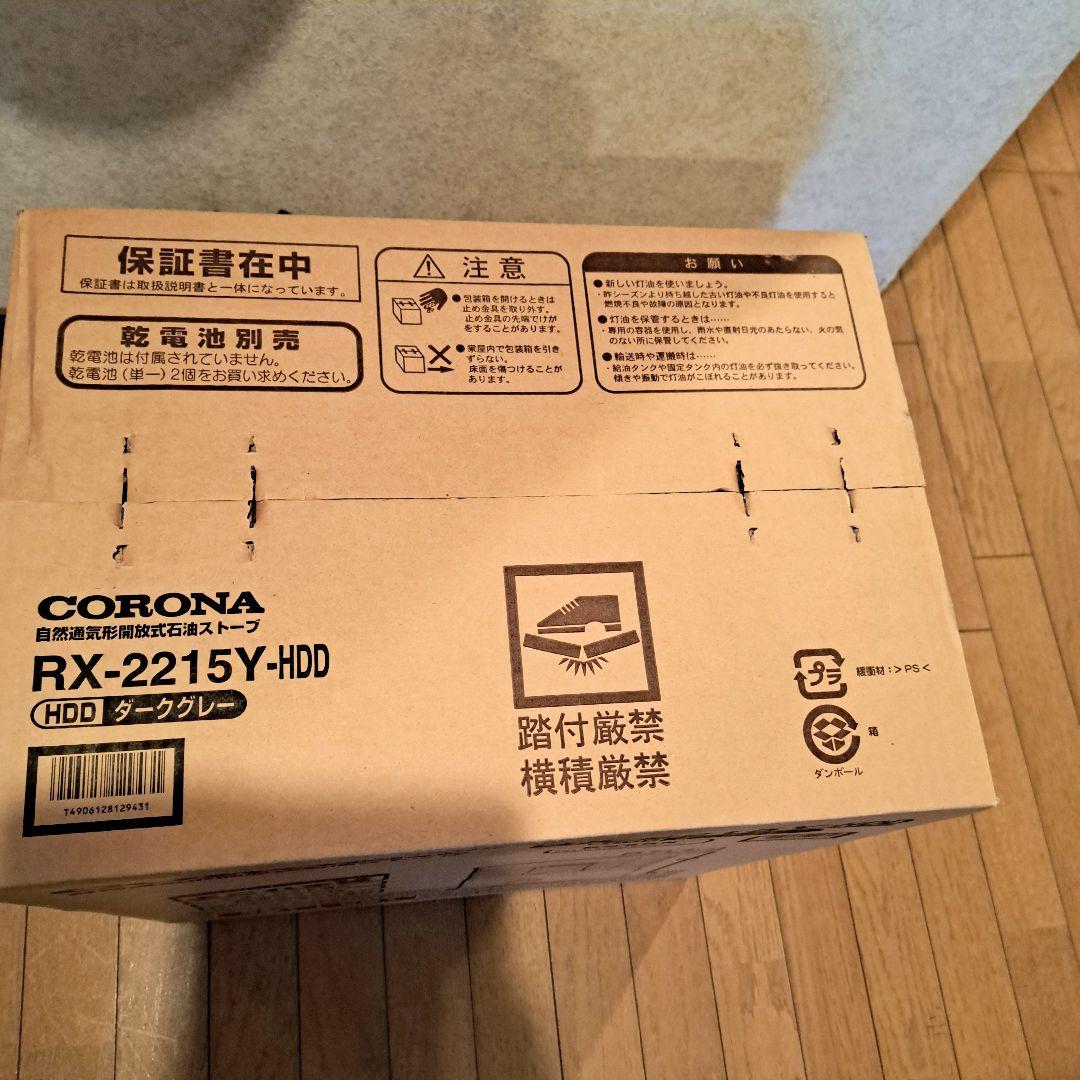 保証書在中
保証書は取扱説明書と一体になっています。
乾電池別売
乾電池は付属されていません。
乾電池(単一)2個をお買い求めください。
注意
●包装箱を開けるときは
止め金具を取り外す。
止め金具の先端でけが
をすることがあります。
●家屋内で包装箱を引き
ずらない。
床面を傷つけることが
あります。
お願い
●新しい灯油を使いましょう。
・昨シーズンより持ち越した古い灯油や不良灯油を使用すると
燃焼不良や故障の原因となります。
●灯油を保管するときは……
・専用の容器を使用し、雨水や直射日光のあたらない、火の気
のない所に保管してください。
●輸送時や運搬時は……
・給油タンクや固定タンク内の灯油を必ず抜き取ってください。
傾きや振動で灯油がこぼれることがあります。
CORONA
自然通気形開放式石油ストーブ
RX-2215Y-HDD
HDD ダークグレー
T4906128129431
踏付厳禁
横積厳禁
プラ
緩衝材:>PS<
箱
ダンボール